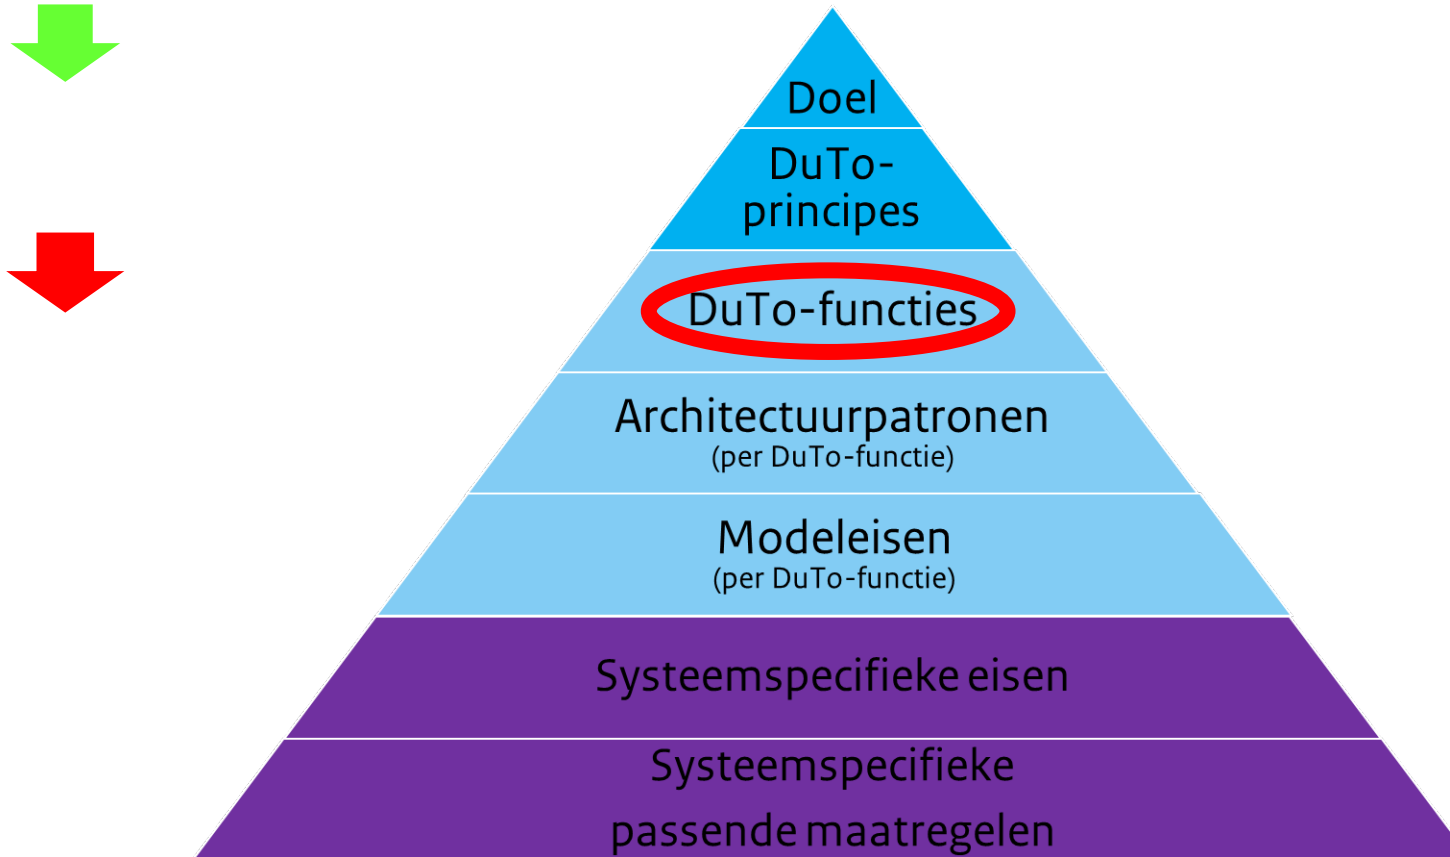 Doel
DuTo-
principes
DuTo-functies
Architectuurpatronen
(per DuTo-functie)
Modeleisen
(per DuTo-functie)
Systeemspecifieke eisen
Systeemspecifieke
passende maatregelen